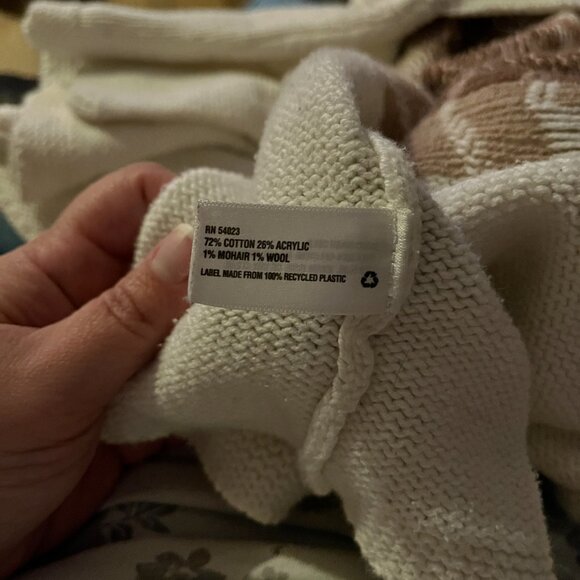 RN 54023
72% COTTON 26% ACRYLIC
1% MOHAIR 1% WOOL
LABEL MADE FROM 100% RECYCLED PLASTIC